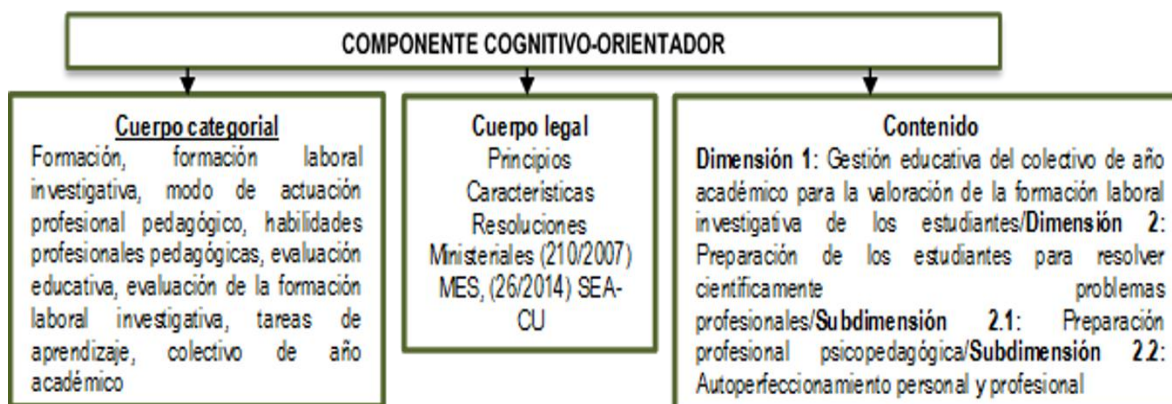 COMPONENTE COGNITIVO-ORIENTADOR
Cuerpo categorial
Formación, formación laboral
investigativa, modo de actuación
profesional pedagógico, habilidades
profesionales pedagógicas, evaluación
educativa, evaluación de la formación
laboral investigativa, tareas de
aprendizaje, colectivo de año
académico
Cuerpo legal
Principios
Características
Resoluciones
Ministeriales (210/2007)
MES, (26/2014) SEA-
CU
Contenido
Dimensión 1: Gestión educativa del colectivo de año
académico para la valoración de la formación laboral
investigativa de los estudiantes/Dimensión 2:
Preparación de los estudiantes para resolver
científicamente problemas
profesionales/Subdimensión 2.1: Preparación
profesional psicopedagógica/Subdimensión 2.2:
Autoperfeccionamiento personal y profesional